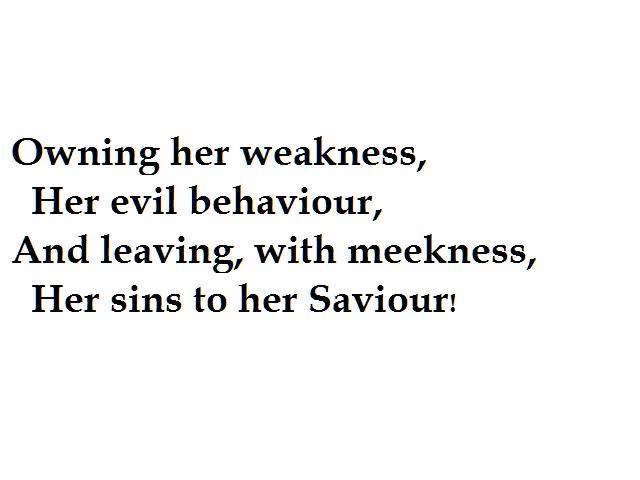 Owning her weakness,
Her evil behaviour,
And leaving, with meekness,
Her sins to her Saviour!